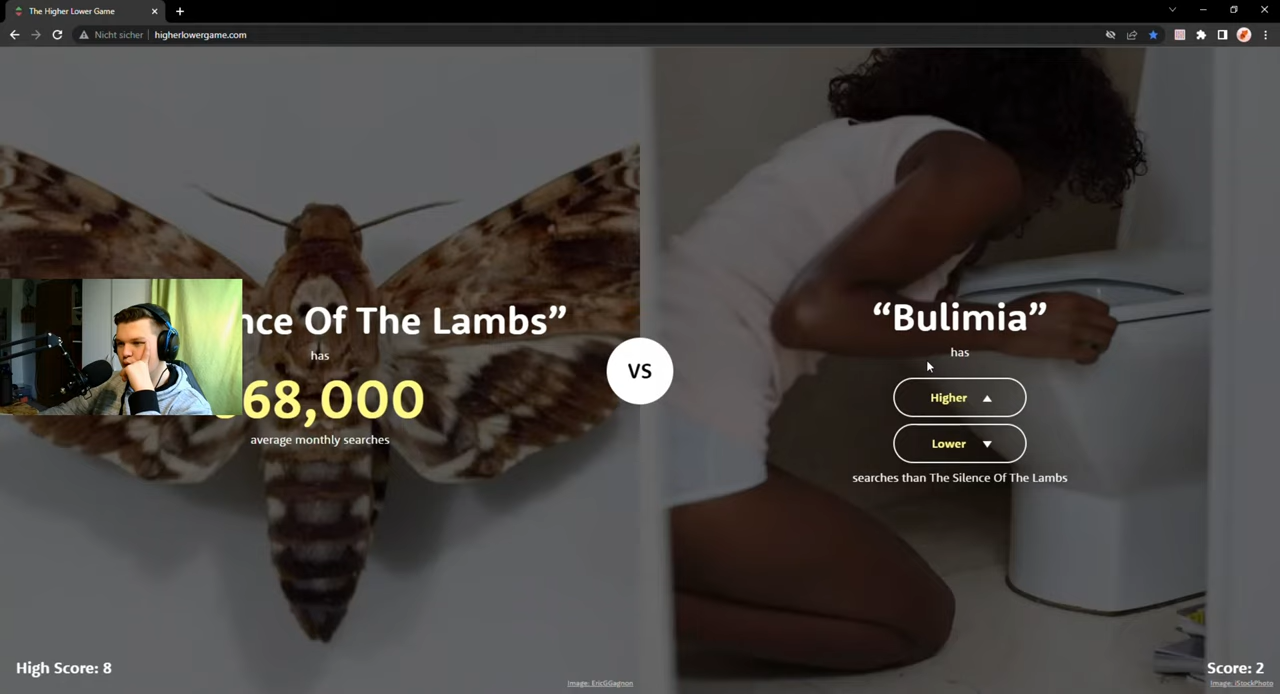 The Higher Lower Game
Nicht sicher
higherlowergame.com
Of The Lambs”
has
68,000
average monthly searches
VS
“Bulimia”
has
Higher
Lower
searches than The Silence Of The Lambs
High Score: 8
Image: EricGGagnon
Score: 2
Image: iStockPhoto